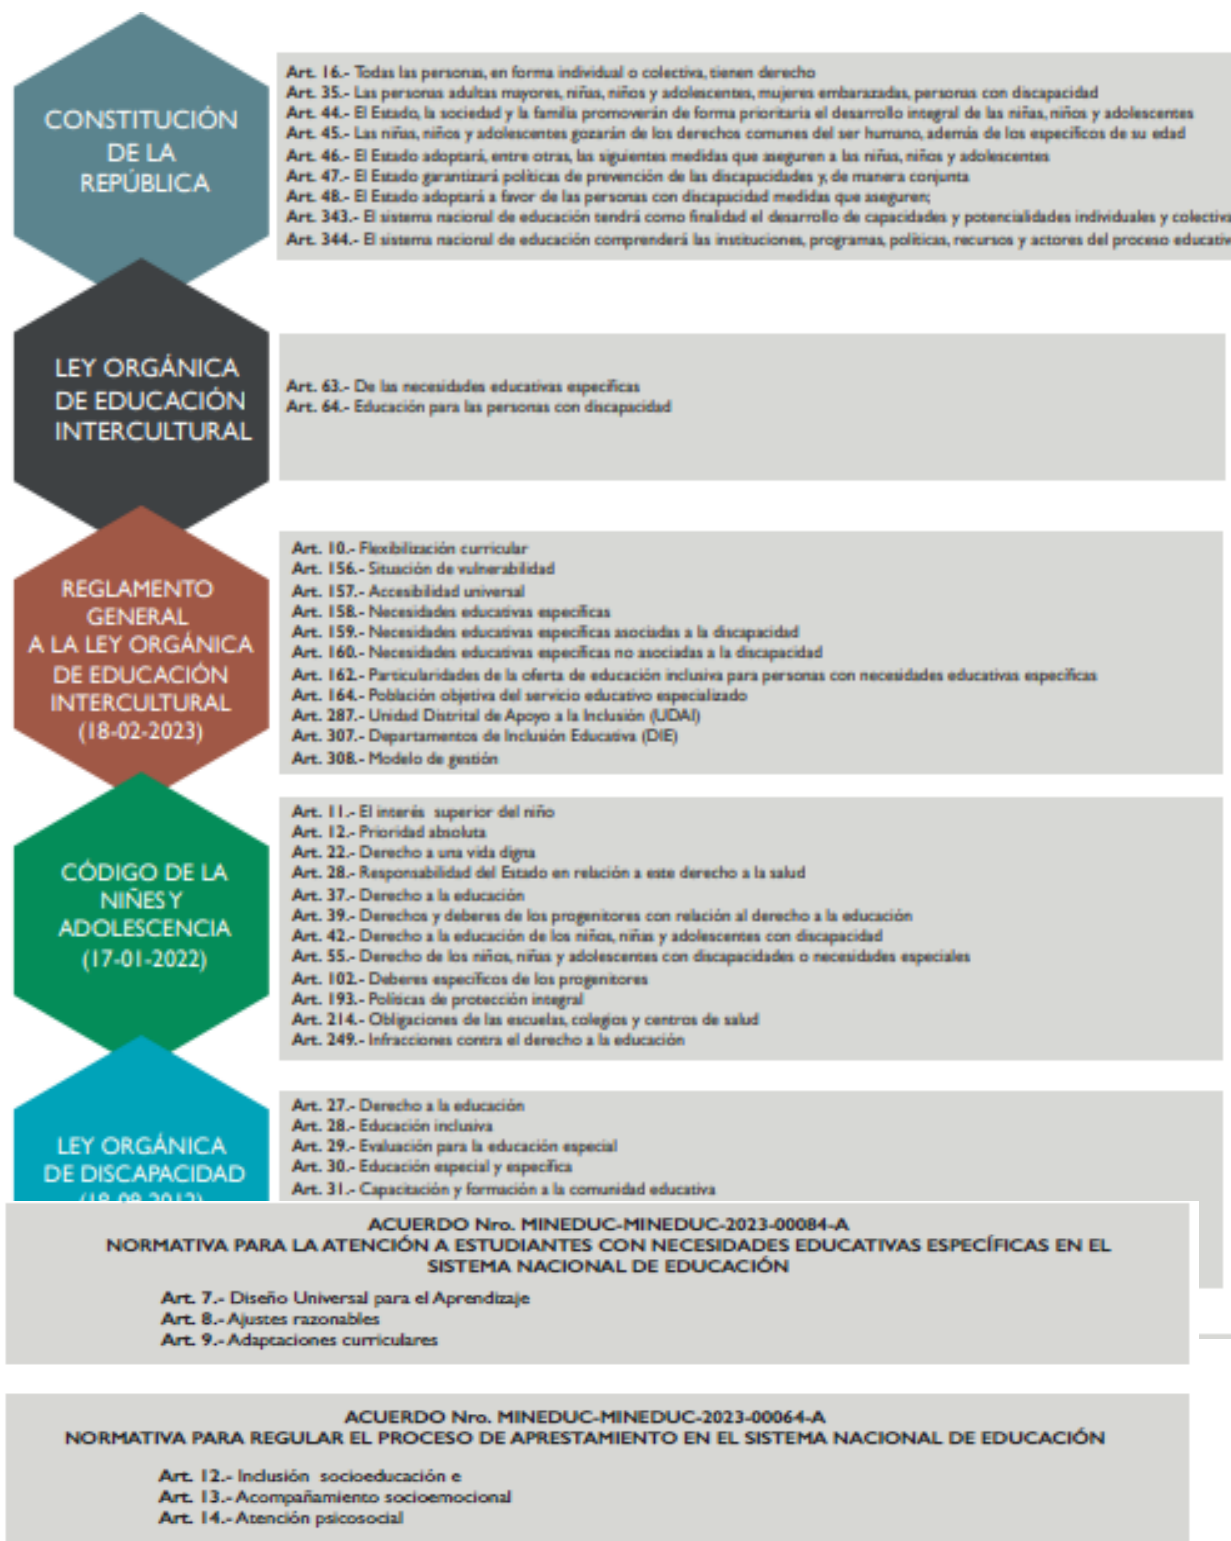 CONSTITUCIÓN
DE LA
REPÚBLICA
Art. 16.- Todas las personas, en forma individual o colectiva, tienen derecho
Art. 35.- Las personas adultas mayores, niñas, niños y adolescentes, mujeres embarazadas, personas con discapacidad
Art. 44.- El Estado, la sociedad y la familia promoverán de forma prioritaria el desarrollo integral de las niñas, niños y adolescentes
Art. 45.- Las niñas, niños y adolescentes gozarán de los derechos comunes del ser humano, además de los específicos de su edad
Art. 46.- El Estado adoptará, entre otras, las siguientes medidas que aseguren a las niñas, niños y adolescentes
Art. 47.- El Estado garantizará políticas de prevención de las discapacidades y, de manera conjunta
Art. 48.- El Estado adoptará a favor de las personas con discapacidad medidas que aseguren;
Art. 343.- El sistema nacional de educación tendrá como finalidad el desarrollo de capacidades y potencialidades individuales y colectiva
Art. 344.- El sistema nacional de educación comprenderá las instituciones, programas, políticas, recursos y actores del proceso educativ
LEY ORGÁNICA
DE EDUCACIÓN
INTERCULTURAL
Art. 63.- De las necesidades educativas específicas
Art. 64.- Educación para las personas con discapacidad
REGLAMENTO
GENERAL
A LA LEY ORGÁNICA
DE EDUCACIÓN
INTERCULTURAL
(18-02-2023)
Art. 10.- Flexibilización curricular
Art. 156.- Situación de vulnerabilidad
Art. 157.- Accesibilidad universal
Art. 158.- Necesidades educativas específicas
Art. 159.- Necesidades educativas específicas asociadas a la discapacidad
Art. 160.- Necesidades educativas específicas no asociadas a la discapacidad
Art. 162.- Particularidades de la oferta de educación inclusiva para personas con necesidades educativas específicas
Art. 164.- Población objetiva del servicio educativo especializado
Art. 287.- Unidad Distrital de Apoyo a la Inclusión (UDAI)
Art. 307.- Departamentos de Inclusión Educativa (DIE)
Art. 308.- Modelo de gestión
CÓDIGO DE LA
NIÑES Y
ADOLESCENCIA
(17-01-2022)
Art. 11.- El interés superior del niño
Art. 12.- Prioridad absoluta
Art. 22.- Derecho a una vida digna
Art. 28.- Responsabilidad del Estado en relación a este derecho a la salud
Art. 37.- Derecho a la educación
Art. 39.- Derechos y deberes de los progenitores con relación al derecho a la educación
Art. 42.- Derecho a la educación de los niños, niñas y adolescentes con discapacidad
Art. 55.- Derecho de los niños, niñas y adolescentes con discapacidades o necesidades especiales
Art. 102.- Deberes específicos de los progenitores
Art. 193.- Políticas de protección integral
Art. 214.- Obligaciones de las escuelas, colegios y centros de salud
Art. 249.- Infracciones contra el derecho a la educación
LEY ORGÁNICA
DE DISCAPACIDAD
(18-09-2012)
Art. 27.- Derecho a la educación
Art. 28.- Educación inclusiva
Art. 29.- Evaluación para la educación especial
Art. 30.- Educación especial y específica
Art. 31.- Capacitación y formación a la comunidad educativa
ACUERDO Nro. MINEDUC-MINEDUC-2023-00084-A
NORMATIVA PARA LA ATENCIÓN A ESTUDIANTES CON NECESIDADES EDUCATIVAS ESPECÍFICAS EN EL
SISTEMA NACIONAL DE EDUCACIÓN
Art. 7.- Diseño Universal para el Aprendizaje
Art. 8.- Ajustes razonables
Art. 9.- Adaptaciones curriculares
ACUERDO Nro. MINEDUC-MINEDUC-2023-00064-A
NORMATIVA PARA REGULAR EL PROCESO DE APRESTAMIENTO EN EL SISTEMA NACIONAL DE EDUCACIÓN
Art. 12.- Inclusión socioeducación e
Art. 13.- Acompañamiento socioemocional
Art. 14.- Atención psicosocial